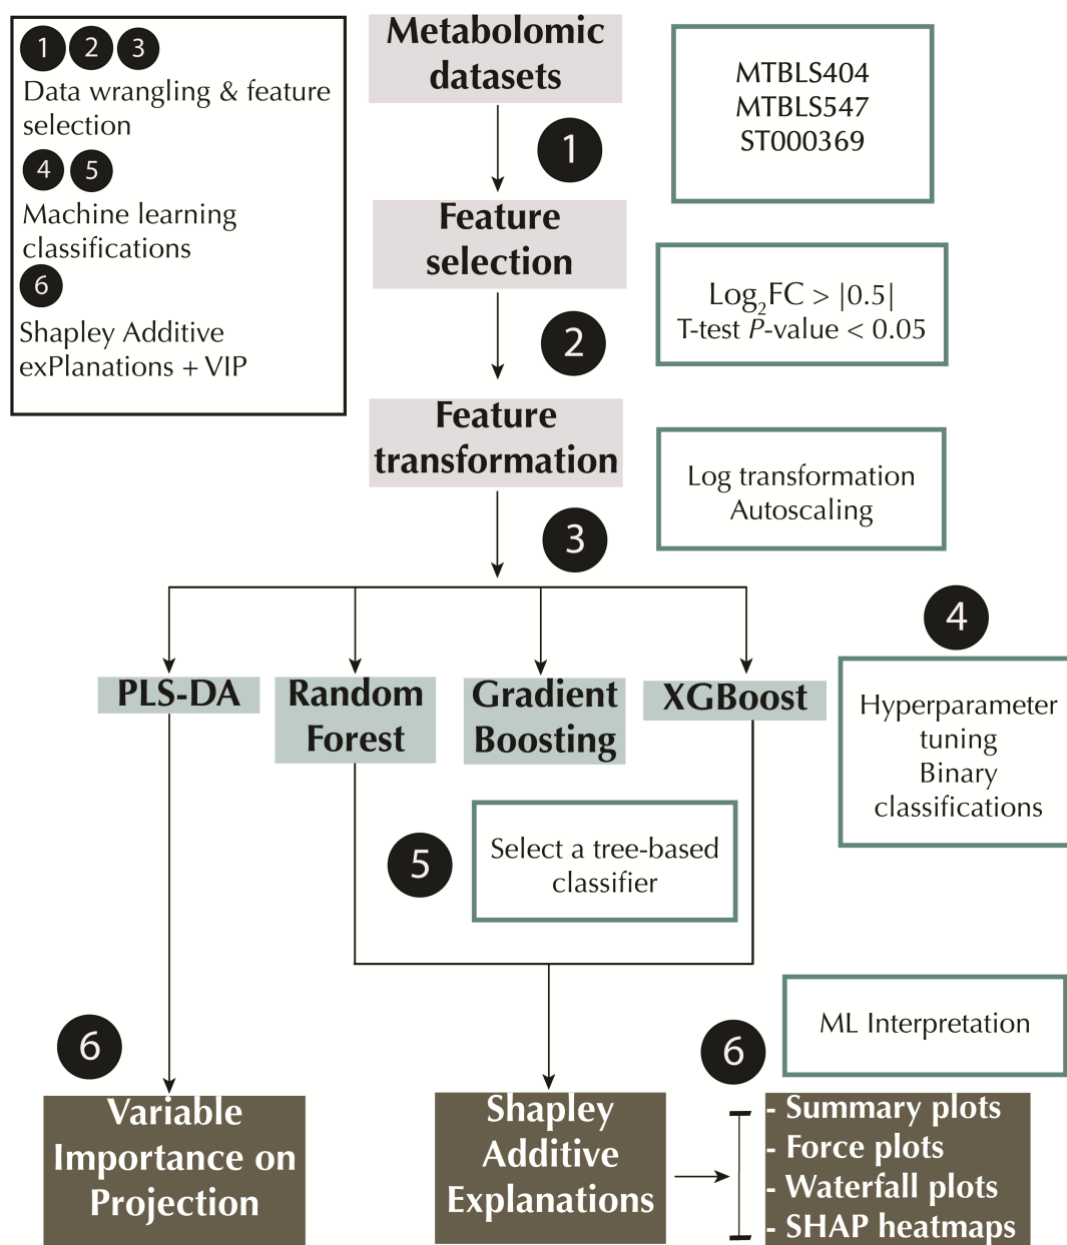 1 2 3
Data wrangling & feature
selection
4 5
Machine learning
classifications
6
Shapley Additive
exPlanations + VIP
Metabolomic
datasets
MTBLS404
MTBLS547
ST000369
1
Feature
selection
Log2FC > |0.5|
T-test P-value < 0.05
2
Feature
transformation
Log transformation
Autoscaling
3
4
PLS-DA
Random
Forest
Gradient
Boosting
XGBoost
Hyperparameter
tuning
Binary
classifications
5
Select a tree-based
classifier
ML Interpretation
6
6
Variable
Importance on
Projection
Shapley
Additive
Explanations
- Summary plots
- Force plots
- Waterfall plots
- SHAP heatmaps